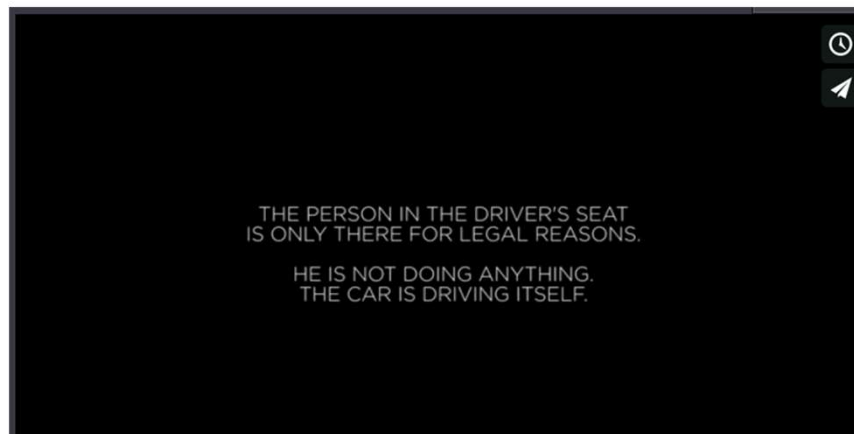 THE PERSON IN THE DRIVER'S SEAT
IS ONLY THERE FOR LEGAL REASONS.
HE IS NOT DOING ANYTHING.
THE CAR IS DRIVING ITSELF.